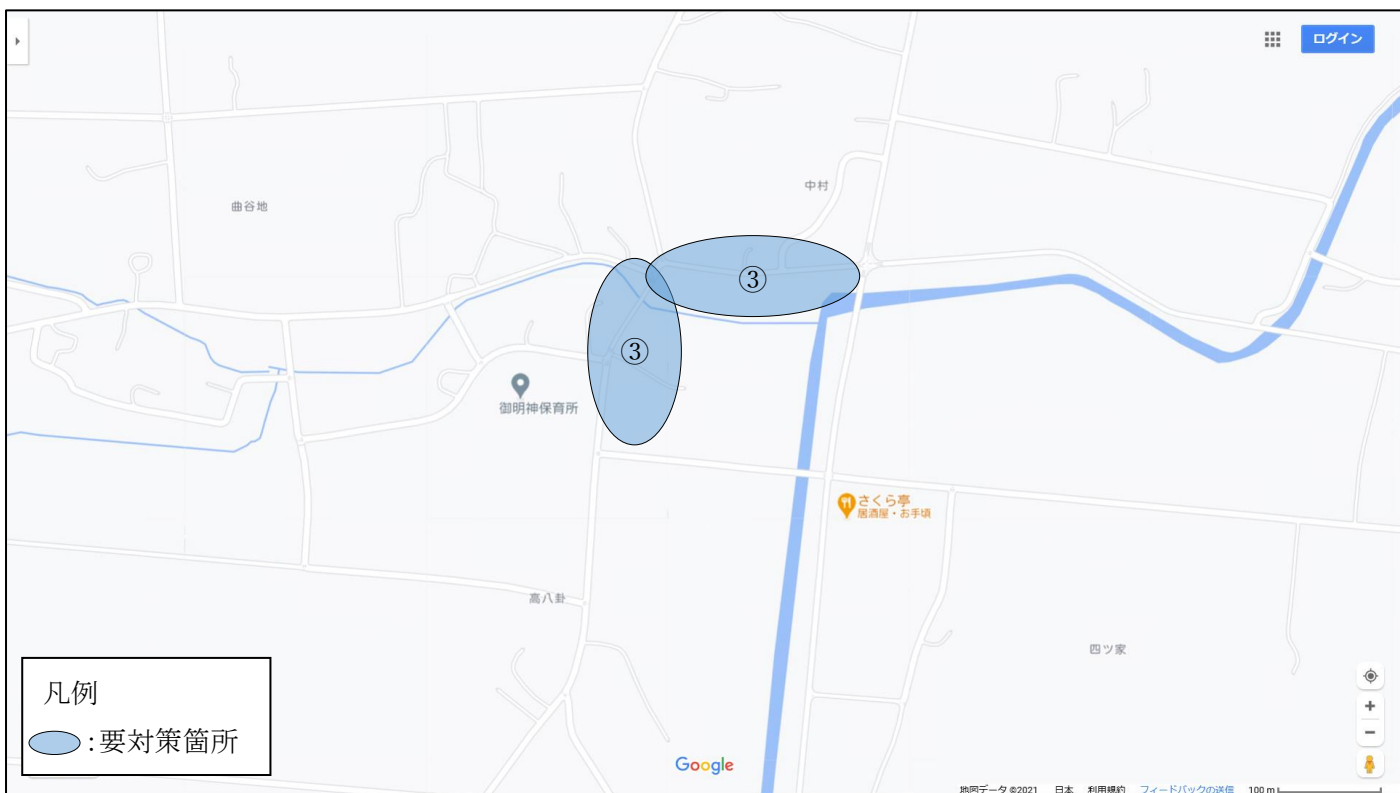 ログイン
中村
曲谷地
③
③
御明神保育所
さくら亭
居酒屋・お手頃
高八卦
四ツ家
凡例
:要対策箇所
Google
地図データ ©2021 日本 利用規約 フィードバックの送信 100 m